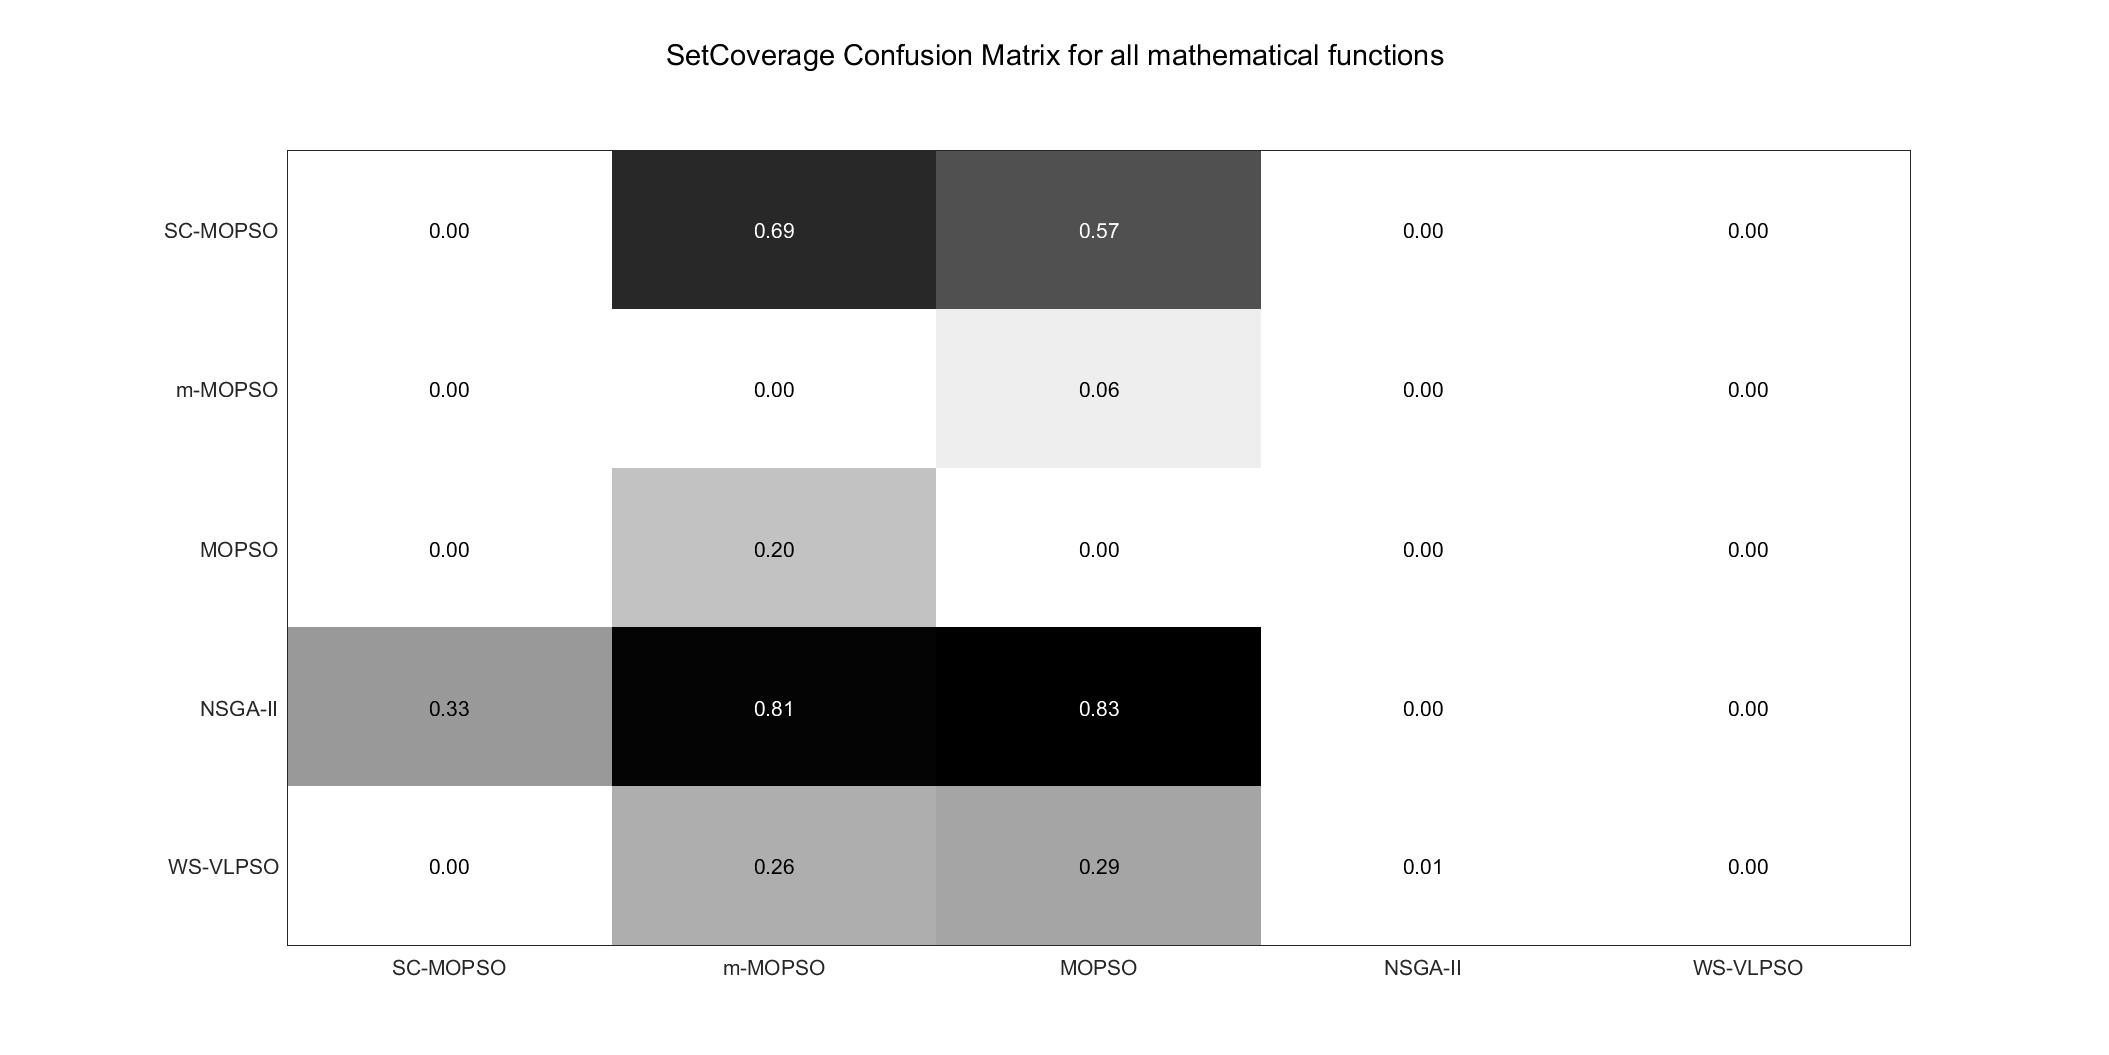 SetCoverage Confusion Matrix for all mathematical functions
SC-MOPSO 0.00 0.69 0.57 0.00 0.00
m-MOPSO 0.00 0.00 0.06 0.00 0.00
MOPSO 0.00 0.20 0.00 0.00 0.00
NSGA-II 0.33 0.81 0.83 0.00 0.00
WS-VLPSO 0.00 0.26 0.29 0.01 0.00
SC-MOPSO m-MOPSO MOPSO NSGA-II WS-VLPSO